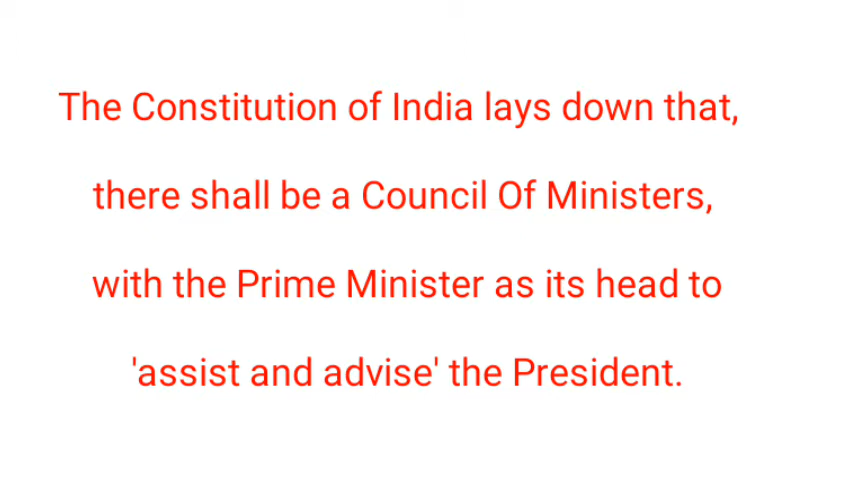 The Constitution of India lays down that,
there shall be a Council Of Ministers,
with the Prime Minister as its head to
'assist and advise' the President.